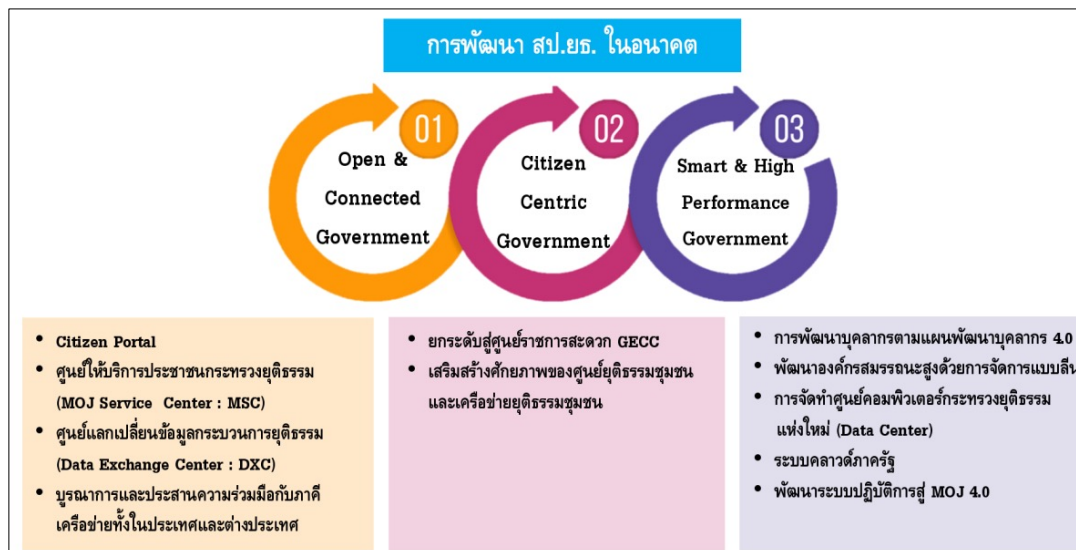 การพัฒนา สป.ยธ. ในอนาคต
01
Open &
Connected
Government
02
Citizen
Centric
Government
03
Smart & High
Performance
Government
• Citizen Portal
• ศูนย์ให้บริการประชาชนกระทรวงยุติธรรม
(MOJ Service Center : MSC)
• ศูนย์แลกเปลี่ยนข้อมูลกระบวนการยุติธรรม
(Data Exchange Center : DXC)
• บูรณาการและประสานความร่วมมือกับภาคี
เครือข่ายทั้งในประเทศและต่างประเทศ
• ยกระดับสู่ศูนย์ราชการสะดวก GECC
• เสริมสร้างศักยภาพของศูนย์ยุติธรรมชุมชน
และเครือข่ายยุติธรรมชุมชน
• การพัฒนาบุคลากรตามแผนพัฒนาบุคลากร 4.0
• พัฒนาองค์กรสมรรถนะสูงด้วยการจัดการแบบลีน
• การจัดทำศูนย์คอมพิวเตอร์กระทรวงยุติธรรม
แห่งใหม่ (Data Center)
• ระบบคลาวด์ภาครัฐ
• พัฒนาระบบปฏิบัติการสู่ MOJ 4.0